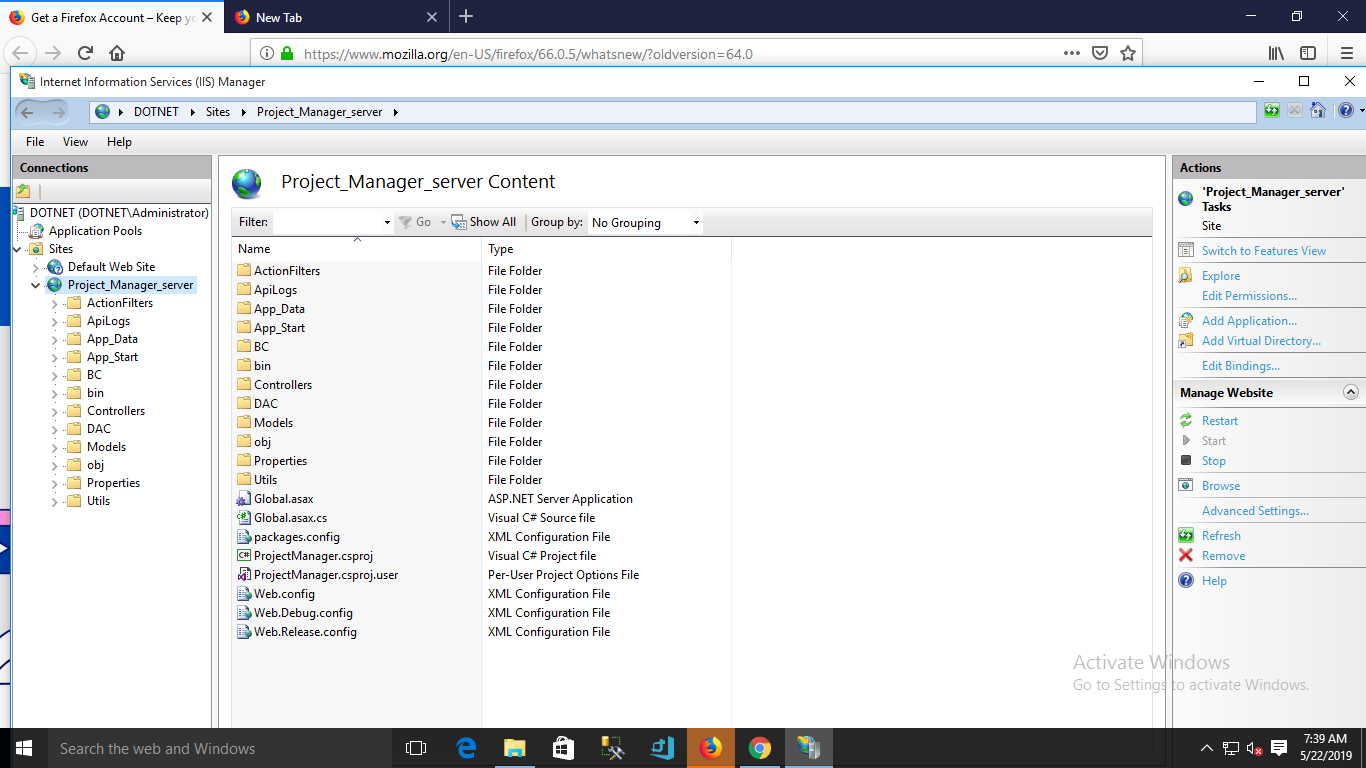 Get a Firefox Account – Keep yo
New Tab
https://www.mozilla.org/en-US/firefox/66.0.5/whatsnew/?oldversion=64.0
Internet Information Services (IIS) Manager
DOTNET Sites Project_Manager_server
File View Help
Connections
DOTNET (DOTNET\Administrator)
Application Pools
Sites
Default Web Site
Project_Manager_server
ActionFilters
ApiLogs
App_Data
App_Start
BC
bin
Controllers
DAC
Models
obj
Properties
Utils
Project_Manager_server Content
Filter: Go Show All Group by: No Grouping
Name Type
ActionFilters File Folder
ApiLogs File Folder
App_Data File Folder
App_Start File Folder
BC File Folder
bin File Folder
Controllers File Folder
DAC File Folder
Models File Folder
obj File Folder
Properties File Folder
Utils File Folder
Global.asax ASP.NET Server Application
Global.asax.cs Visual C# Source file
packages.config XML Configuration File
ProjectManager.csproj Visual C# Project file
ProjectManager.csproj.user Per-User Project Options File
Web.config XML Configuration File
Web.Debug.config XML Configuration File
Web.Release.config XML Configuration File
Actions
'Project_Manager_server'
Tasks
Site
Switch to Features View
Explore
Edit Permissions...
Add Application...
Add Virtual Directory...
Edit Bindings...
Manage Website
Restart
Start
Stop
Browse
Advanced Settings...
Refresh
Remove
Help
Activate Windows
Go to Settings to activate Windows.
Search the web and Windows
7:39 AM
5/22/2019